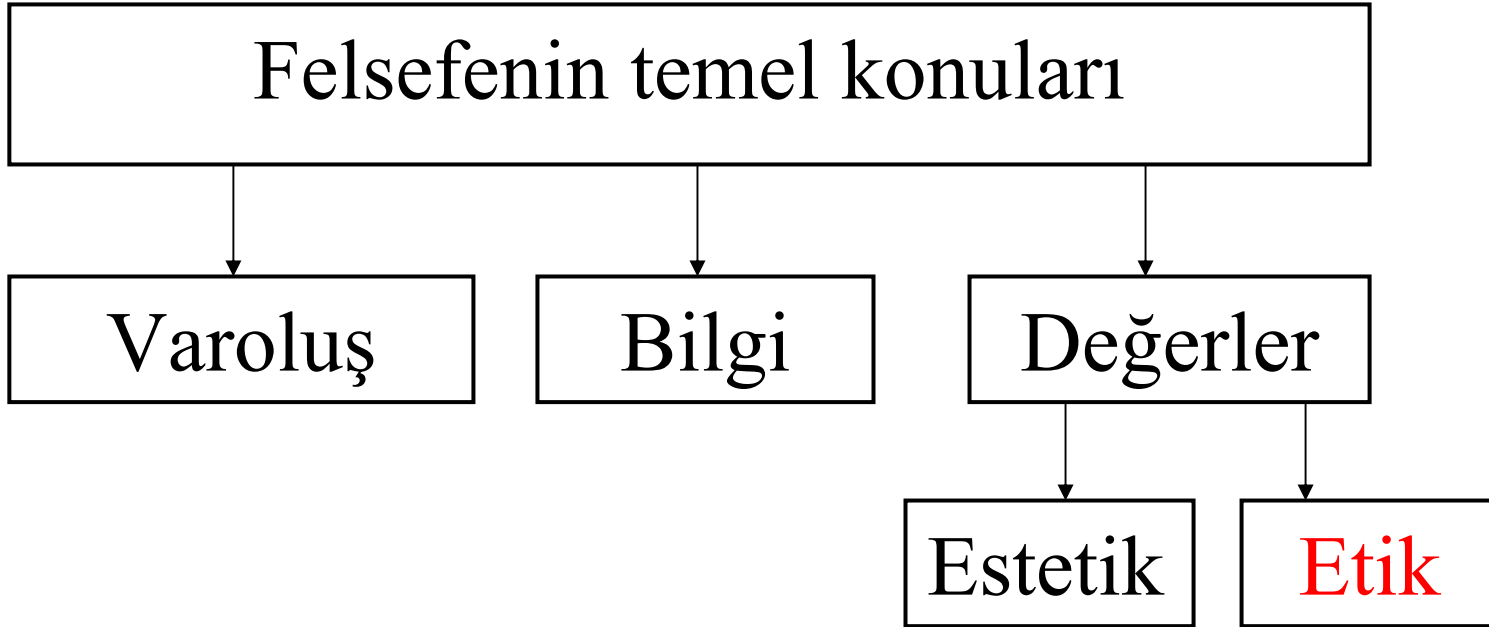 Felsefenin temel konuları
Varoluş
Bilgi
Değerler
Estetik
Etik